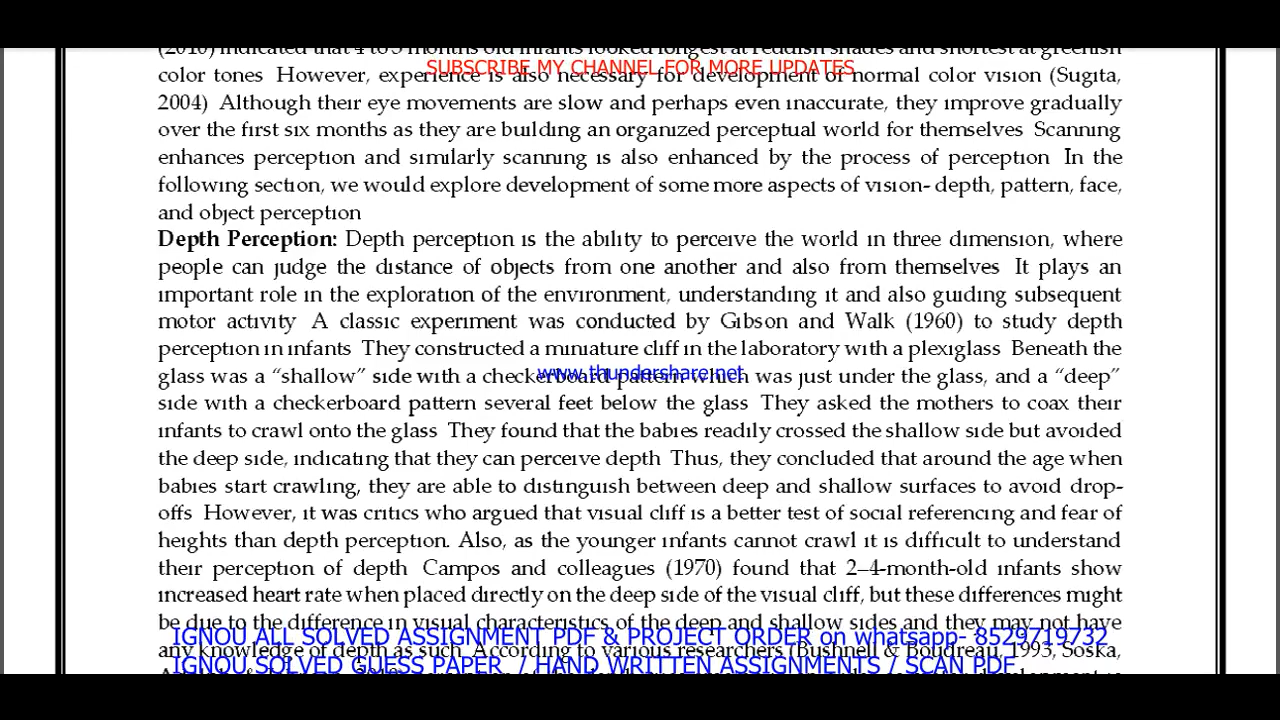 (2010) indicated that 4 to 5 months old infants looked longest at reddish shades and shortest at greenish
SUBSCRIBE MY CHANNEL FOR MORE UPDATES
color tones However, experience is also necessary for development of normal color vision (Sugita,
2004) Although their eye movements are slow and perhaps even inaccurate, they improve gradually
over the first six months as they are building an organized perceptual world for themselves Scanning
enhances perception and similarly scanning is also enhanced by the process of perception In the
following section, we would explore development of some more aspects of vision- depth, pattern, face,
and object perception
Depth Perception: Depth perception is the ability to perceive the world in three dimension, where
people can judge the distance of objects from one another and also from themselves It plays an
important role in the exploration of the environment, understanding it and also guiding subsequent
motor activity A classic experiment was conducted by Gibson and Walk (1960) to study depth
perception in infants They constructed a miniature cliff in the laboratory with a plexiglass Beneath the
glass was a “shallow” side with a checkerboard pattern which was just under the glass, and a “deep”
www.thundershare.net
side with a checkerboard pattern several feet below the glass They asked the mothers to coax their
infants to crawl onto the glass They found that the babies readily crossed the shallow side but avoided
the deep side, indicating that they can perceive depth Thus, they concluded that around the age when
babies start crawling, they are able to distinguish between deep and shallow surfaces to avoid drop-
offs However, it was critics who argued that visual cliff is a better test of social referencing and fear of
heights than depth perception. Also, as the younger infants cannot crawl it is difficult to understand
their perception of depth Campos and colleagues (1970) found that 2–4-month-old infants show
increased heart rate when placed directly on the deep side of the visual cliff, but these differences might
be due to the difference in visual characteristics of the deep and shallow sides and they may not have
IGNOU ALL SOLVED ASSIGNMENT PDF & PROJECT ORDER on whatsapp- 8529719732
any knowledge of depth as such According to various researchers (Bushnell & Boudreau, 1993, Soska,
IGNOU SOLVED GUESS PAPER / HAND WRITTEN ASSIGNMENTS / SCAN PDF